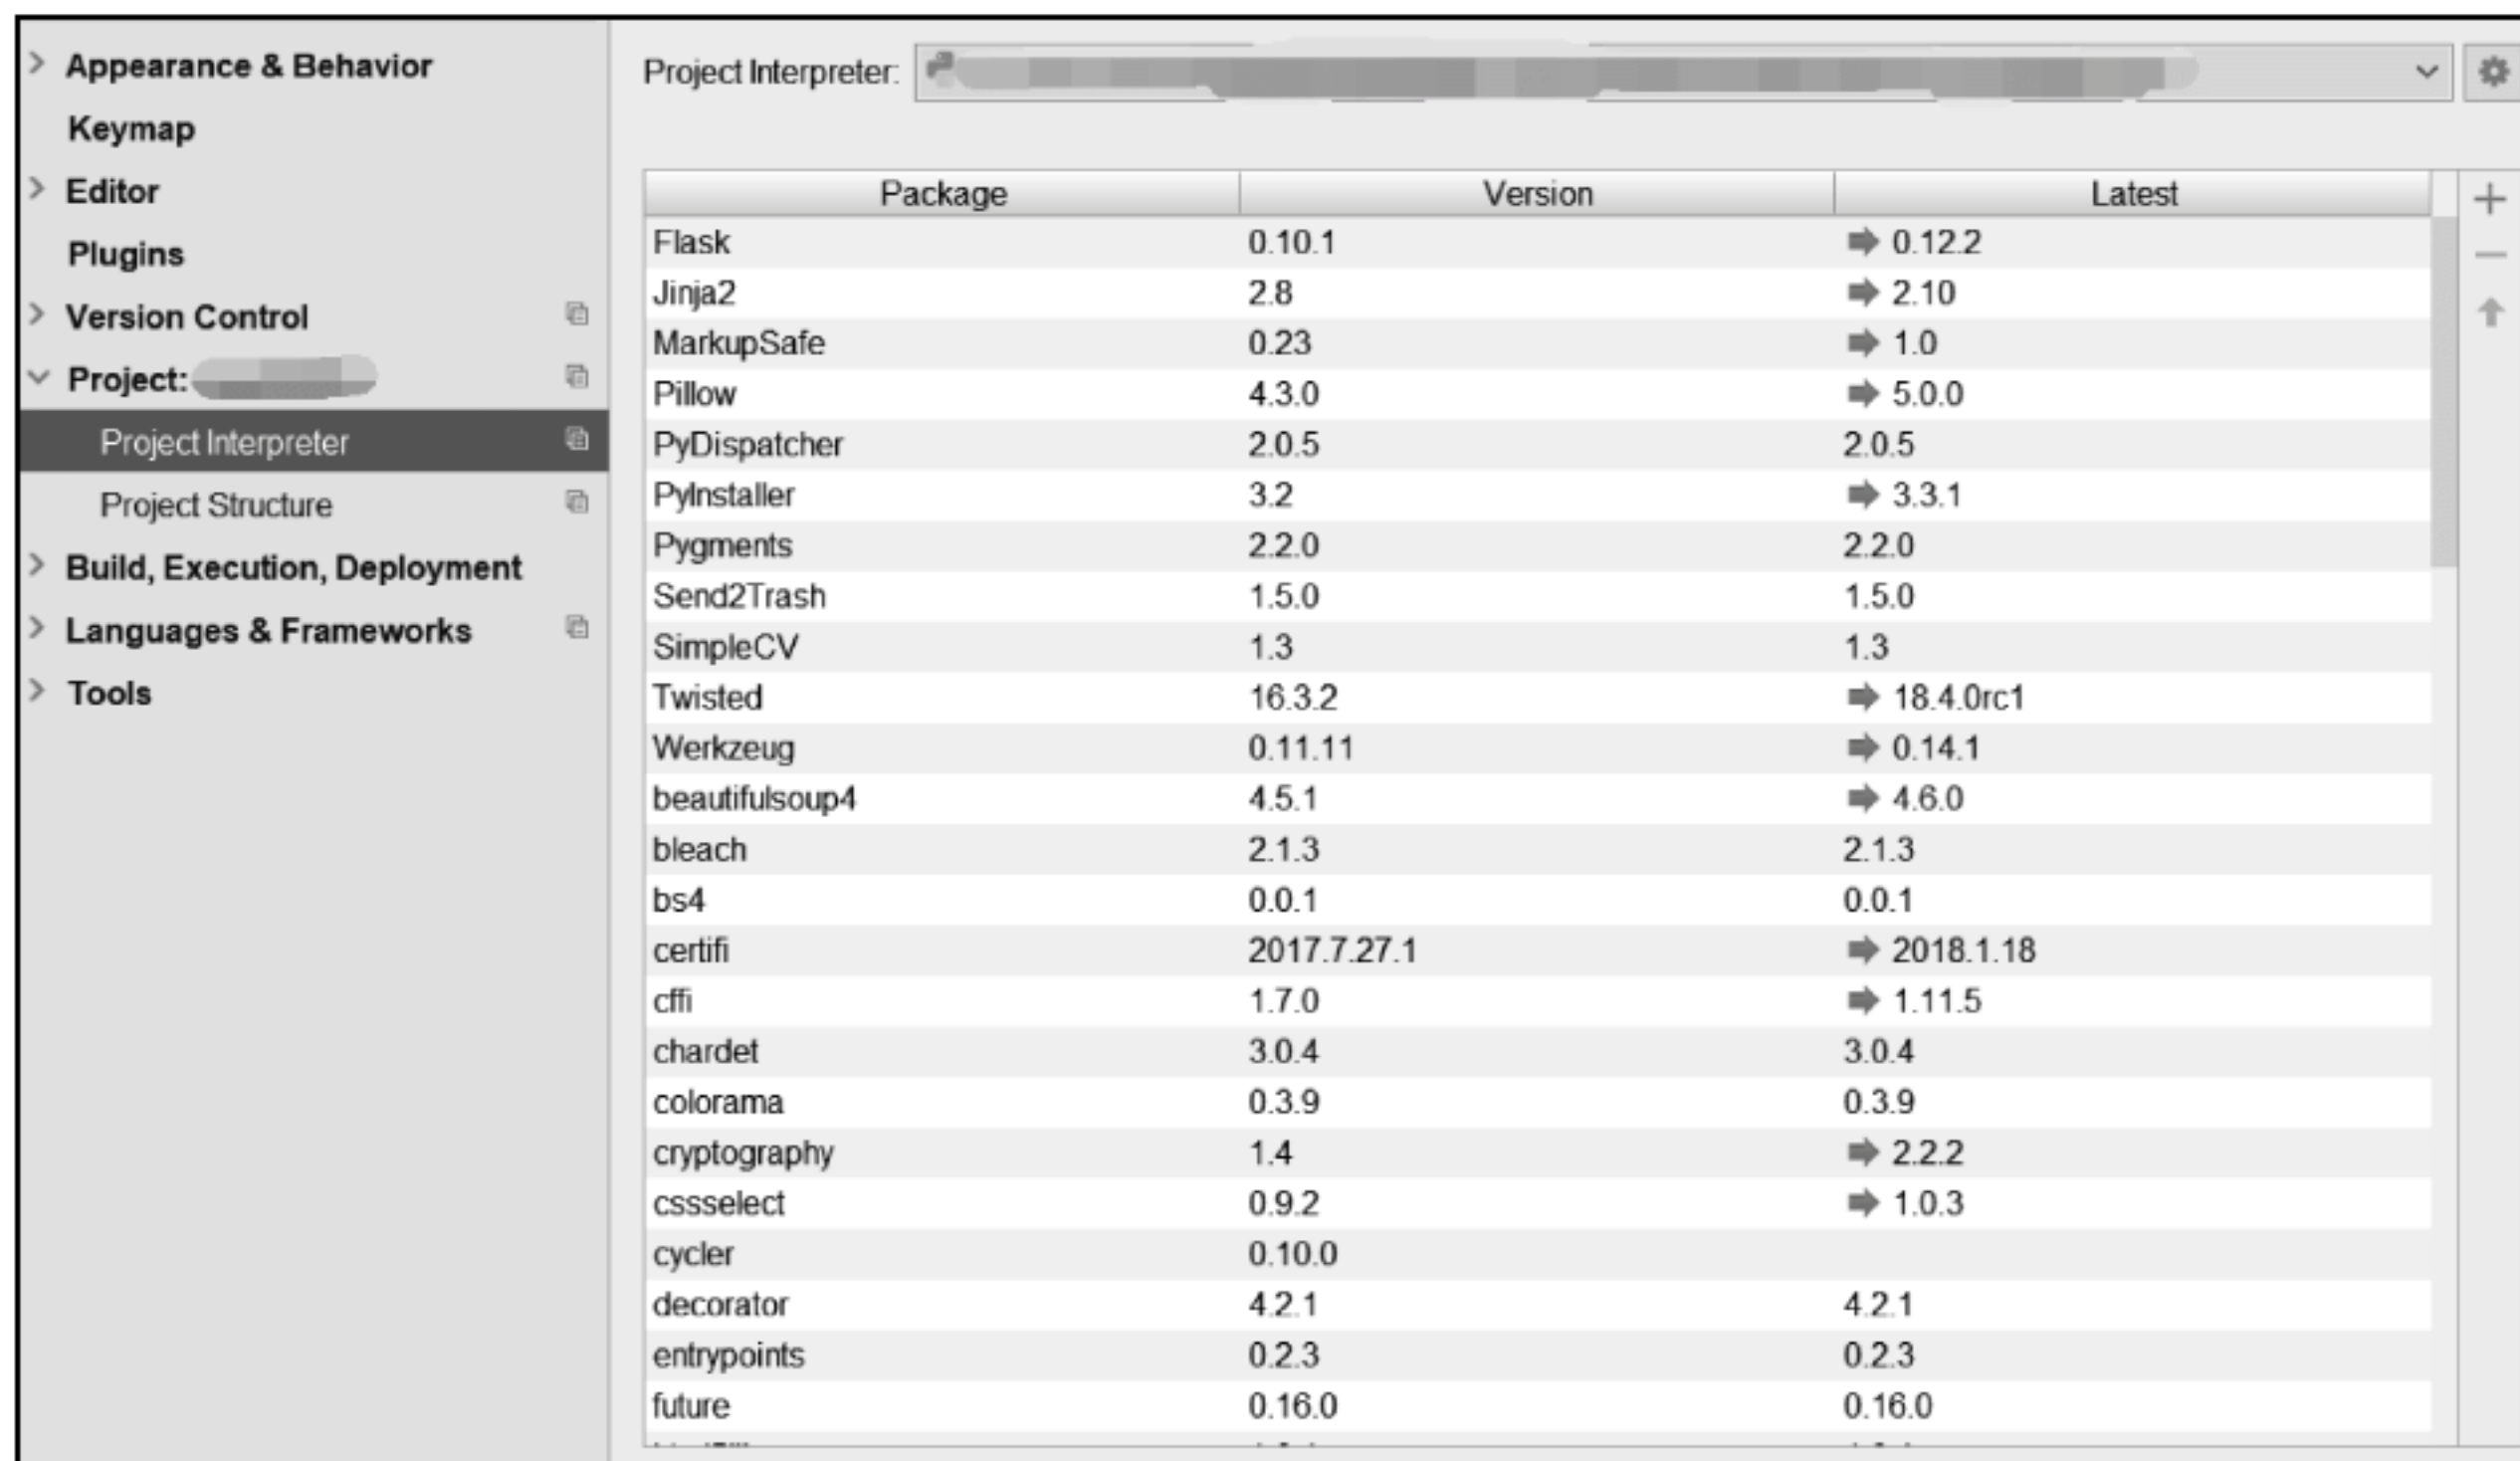 Appearance & Behavior
Keymap
Editor
Plugins
Version Control
Project:
Project Interpreter
Project Structure
Build, Execution, Deployment
Languages & Frameworks
Tools
Project Interpreter:
Package Version Latest
Flask 0.10.1 0.12.2
Jinja2 2.8 2.10
MarkupSafe 0.23 1.0
Pillow 4.3.0 5.0.0
PyDispatcher 2.0.5 2.0.5
PyInstaller 3.2 3.3.1
Pygments 2.2.0 2.2.0
Send2Trash 1.5.0 1.5.0
SimpleCV 1.3 1.3
Twisted 16.3.2 18.4.0rc1
Werkzeug 0.11.11 0.14.1
beautifulsoup4 4.5.1 4.6.0
bleach 2.1.3 2.1.3
bs4 0.0.1 0.0.1
certifi 2017.7.27.1 2018.1.18
cffi 1.7.0 1.11.5
chardet 3.0.4 3.0.4
colorama 0.3.9 0.3.9
cryptography 1.4 2.2.2
cssselect 0.9.2 1.0.3
cycler 0.10.0
decorator 4.2.1 4.2.1
entrypoints 0.2.3 0.2.3
future 0.16.0 0.16.0